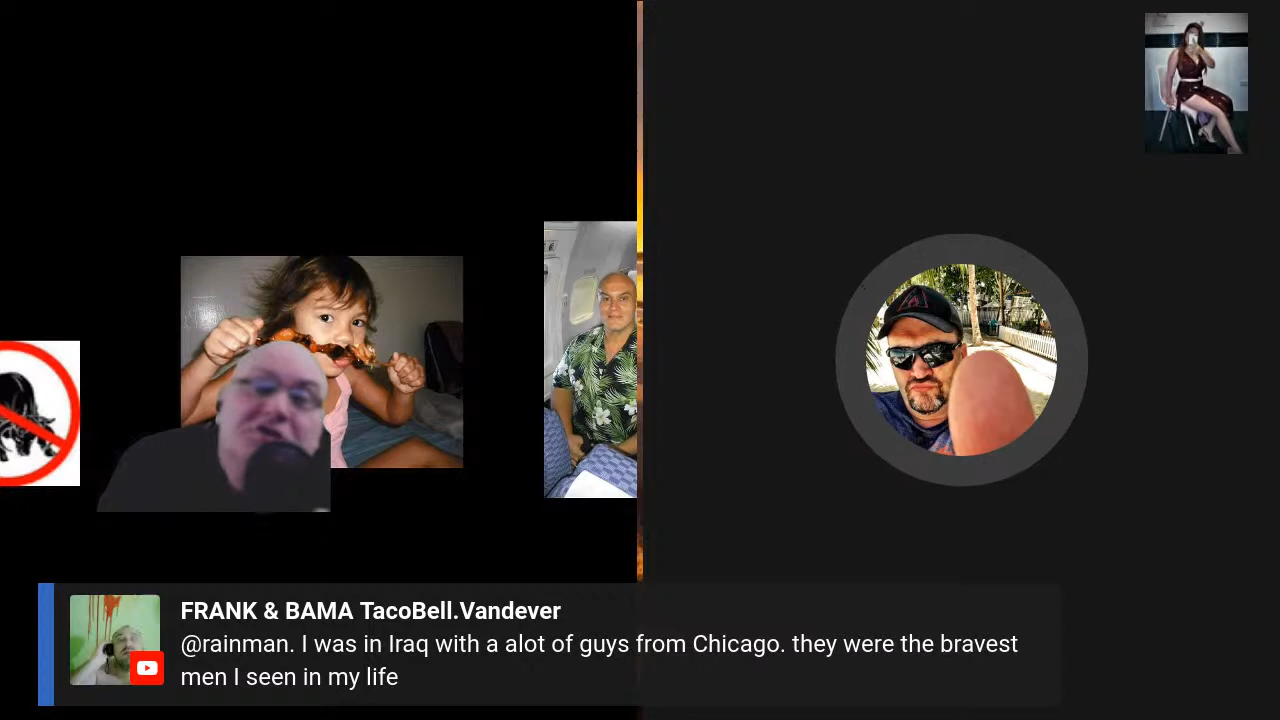 FRANK & BAMA TacoBell.Vandever
@rainman. I was in Iraq with a alot of guys from Chicago. they were the bravest
men I seen in my life